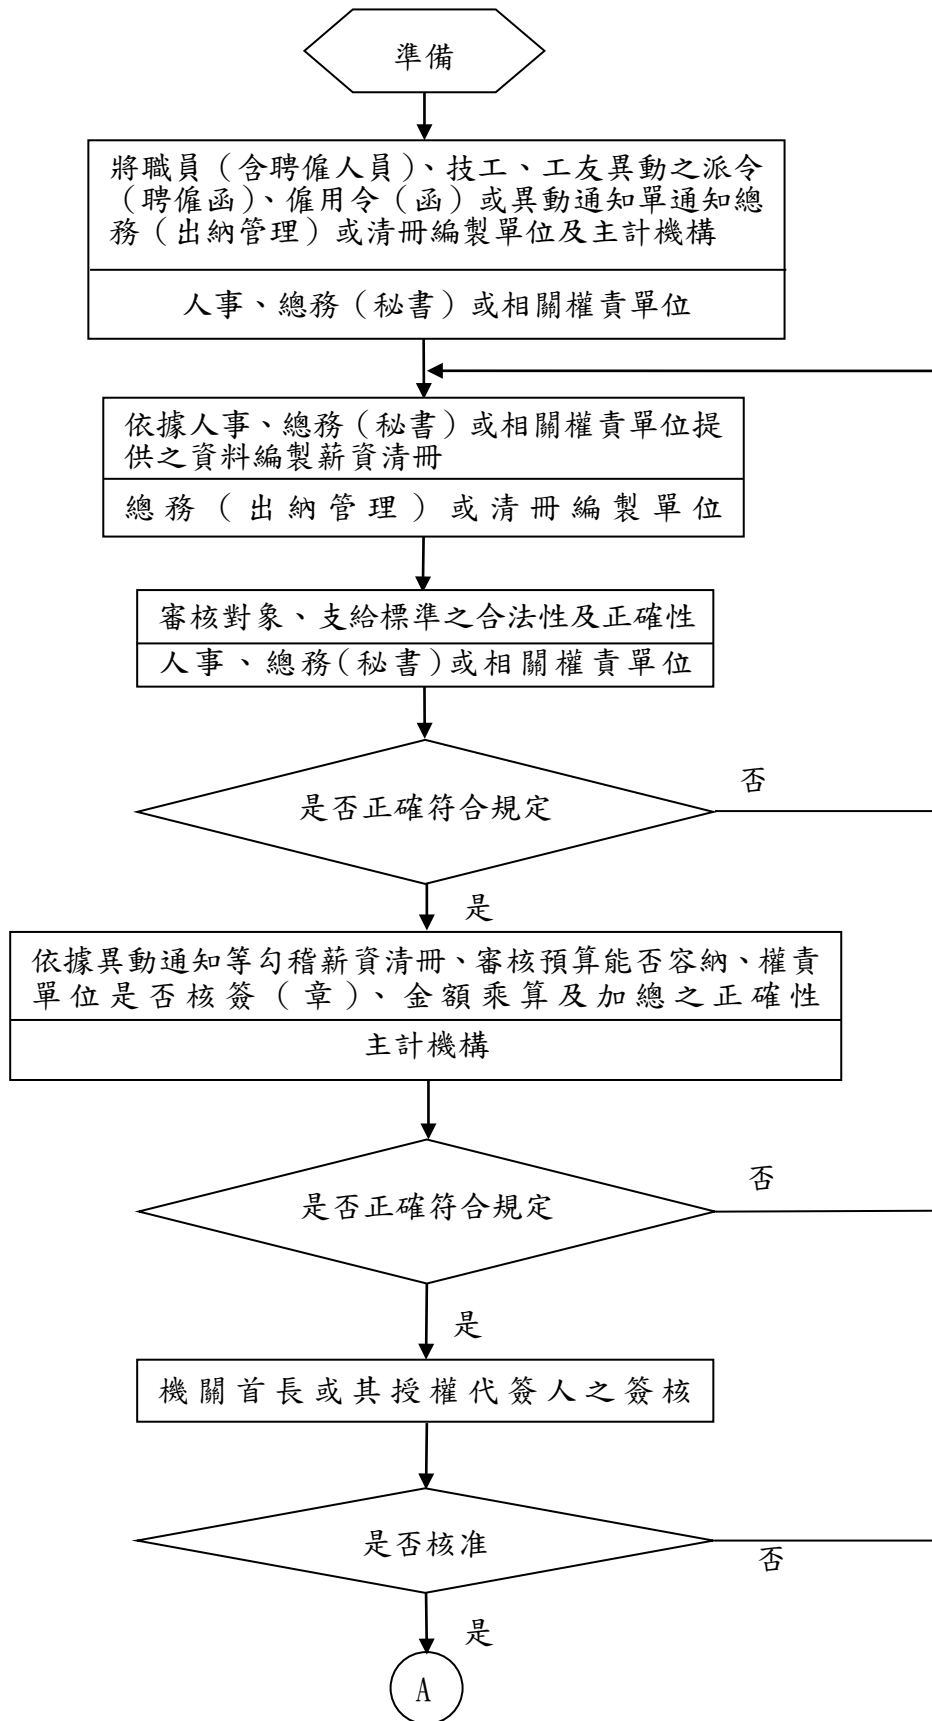 準備
將職員（含聘僱人員）、技工、工友異動之派令
（聘僱函）、僱用令（函）或異動通知單通知總
務（出納管理）或清冊編製單位及主計機構
人事、總務（秘書）或相關權責單位
依據人事、總務（秘書）或相關權責單位提
供之資料編製薪資清冊
總務（出納管理）或清冊編製單位
審核對象、支給標準之合法性及正確性
人事、總務(秘書)或相關權責單位
是否正確符合規定
否
是
依據異動通知等勾稽薪資清冊、審核預算能否容納、權責
單位是否核簽（章）、金額乘算及加總之正確性
主計機構
是否正確符合規定
否
是
機關首長或其授權代簽人之簽核
是否核准
否
是
A